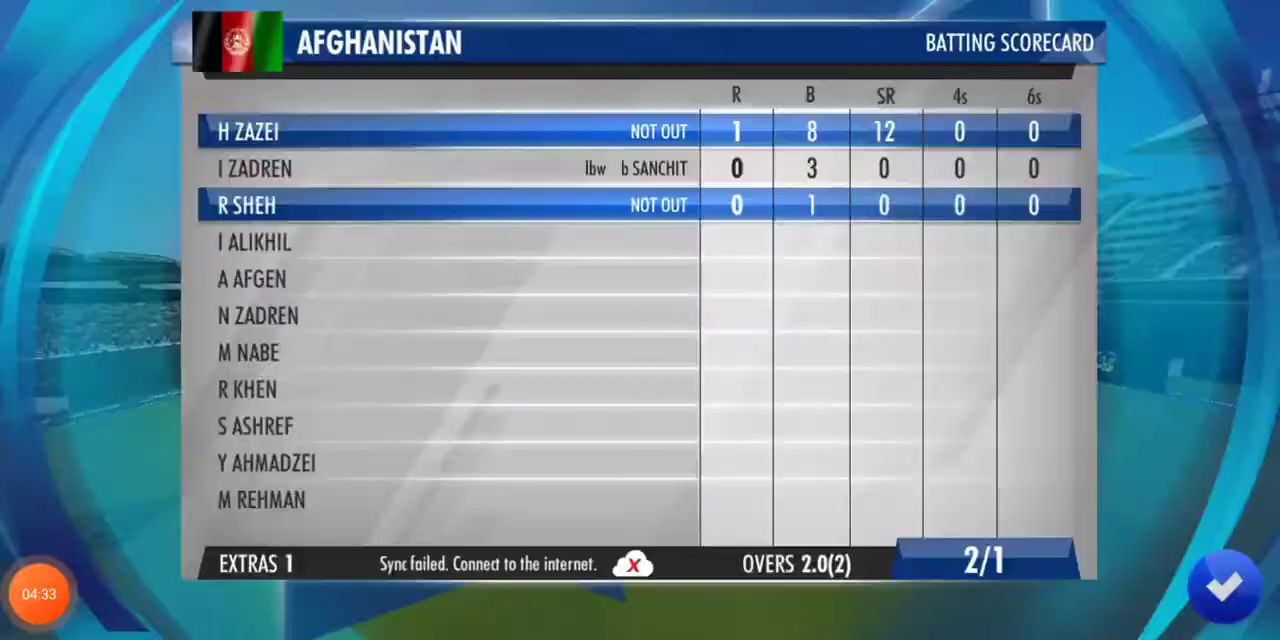 AFGHANISTAN BATTING SCORECARD
R B SR 4s 6s
H ZAZEI NOT OUT 1 8 12 0 0
I ZADREN lbw b SANCHIT 0 3 0 0 0
R SHEH NOT OUT 0 1 0 0 0
I ALIKHIL
A AFGEN
N ZADREN
M NABE
R KHEN
S ASHREF
Y AHMADZEI
M REHMAN
EXTRAS 1 Sync failed. Connect to the internet. X OVERS 2.0(2) 2/1
04:33